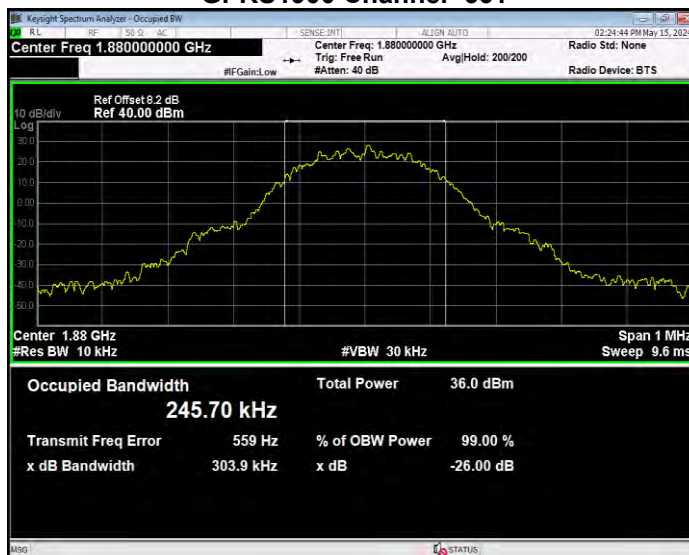 Keysight Spectrum Analyzer - Occupied BW
RL RF 50 Ω AC SENSE:INT ALIGN AUTO 02:24:44 PM May 15, 2024
Center Freq 1.880000000 GHz
Center Freq: 1.880000000 GHz
Radio Std: None
Trig: Free Run Avg|Hold: 200/200
#IFGain:Low #Atten: 40 dB Radio Device: BTS
Ref Offset 8.2 dB
10 dB/div Ref 40.00 dBm
Log
30.0
20.0
10.0
0.00
-10.0
-20.0
-30.0
-40.0
-50.0
Center 1.88 GHz Span 1 MHz
#Res BW 10 kHz #VBW 30 kHz Sweep 9.6 ms
Occupied Bandwidth Total Power 36.0 dBm
245.70 kHz
Transmit Freq Error 559 Hz % of OBW Power 99.00 %
x dB Bandwidth 303.9 kHz x dB -26.00 dB
MSG STATUS